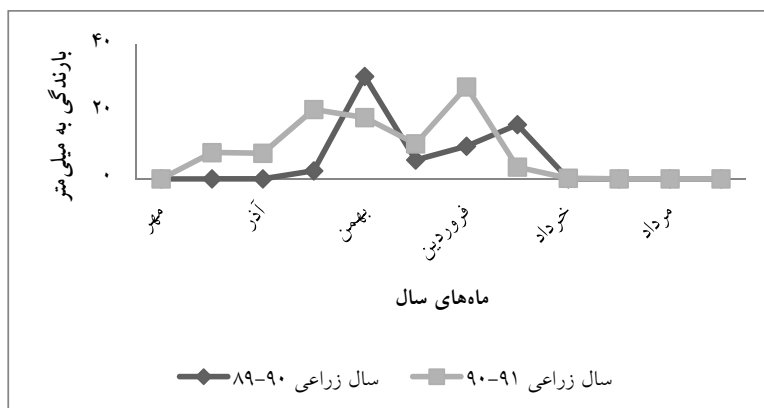 بارندگی به میلی متر
۴۰
۲۰
۰
مهر
آذر
بهمن
فروردین
خرداد
مرداد
ماه‌های سال
سال زراعی ۹۰-۸۹
سال زراعی ۹۱-۹۰